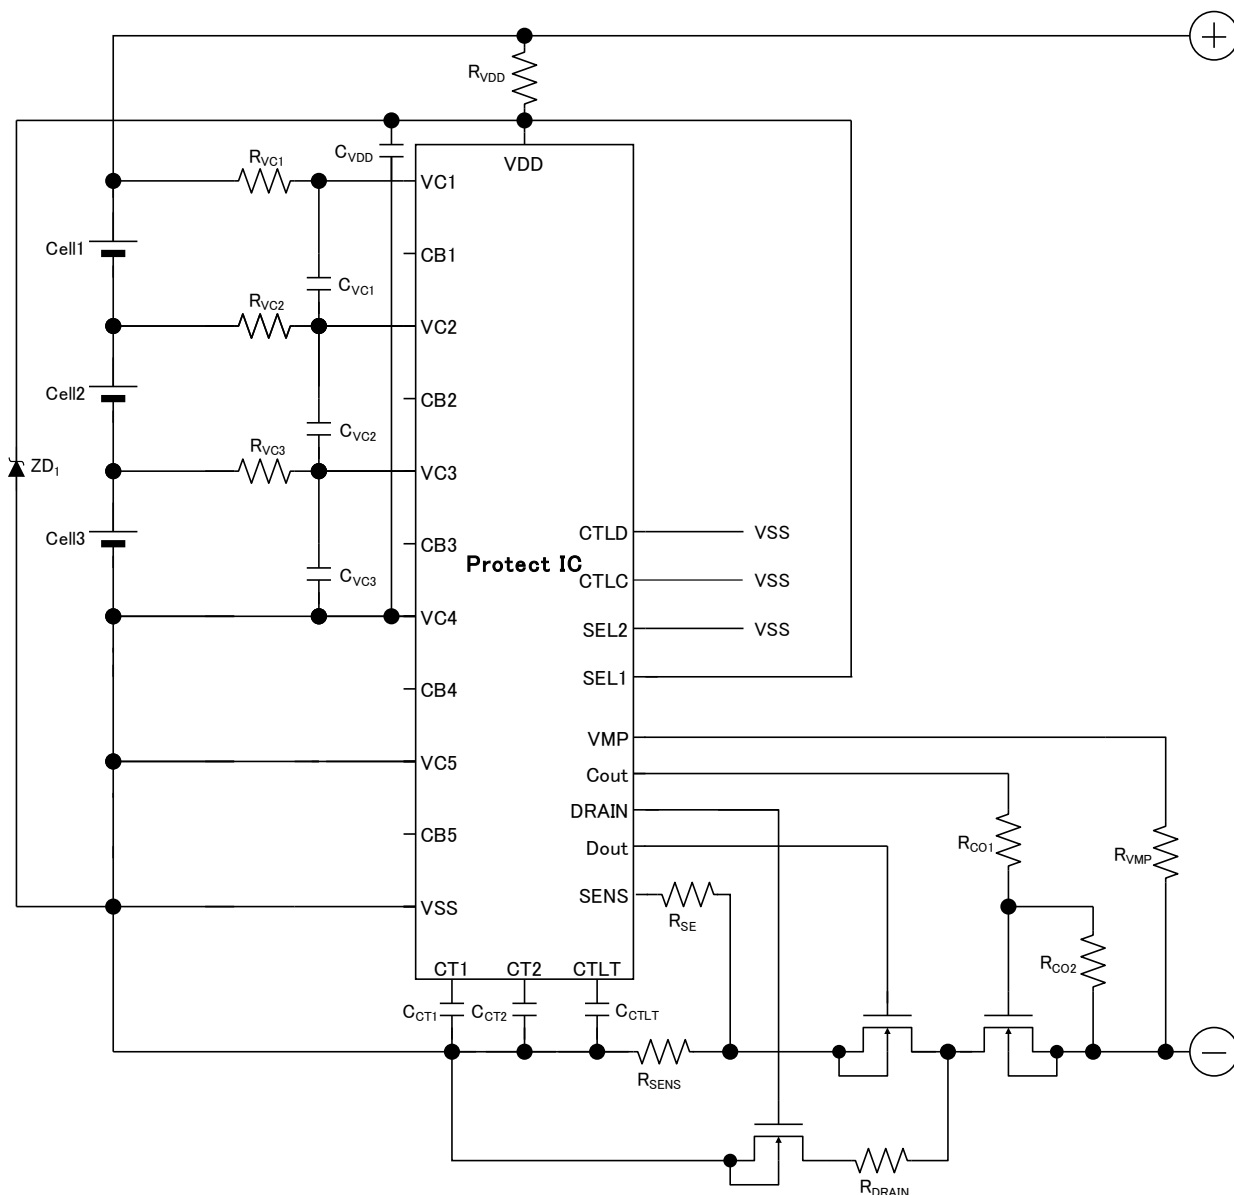 +
RVDD
CVDD
VDD
RVC1
VC1
Cell1
CB1
CVC1
RVC2
VC2
Cell2
CB2
CVC2
RVC3
VC3
ZD1
Cell3
CTLD
VSS
CB3
Protect IC
CVC3
CTLC
VSS
VC4
SEL2
VSS
SEL1
CB4
VMP
VC5
Cout
DRAIN
CB5
Dout
RCO1
RVMP
SENS
VSS
RSE
RCO2
CT1
CT2
CTLT
CCT1
CCT2
CCTLT
−
RSENS
RDRAIN